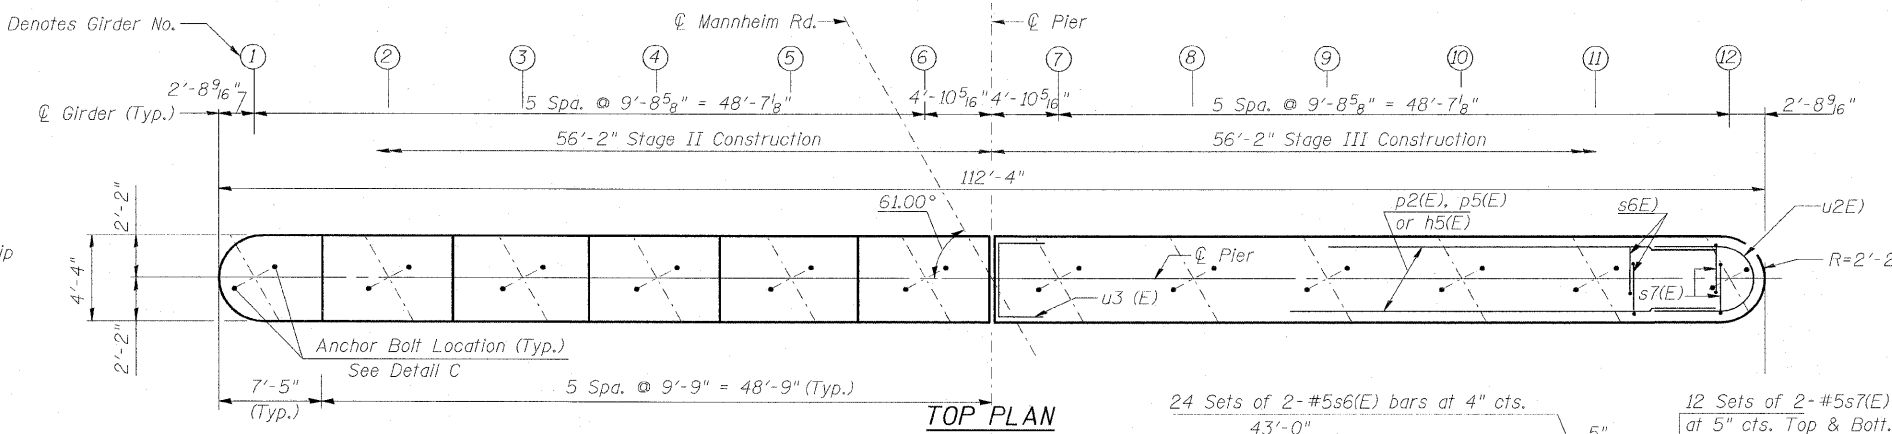 Denotes Girder No.
℄ Mannheim Rd.
℄ Pier
1 2 3 4 5 6 7 8 9 10 11 12
2'-8 9/16"
5 Spa. @ 9'-8 5/8" = 48'-7 1/8"
4'-10 5/16" 4'-10 5/16"
5 Spa. @ 9'-8 5/8" = 48'-7 1/8"
2'-8 9/16"
℄ Girder (Typ.)
56'-2" Stage II Construction
56'-2" Stage III Construction
112'-4"
2'-2"
61.00°
p2(E), p5(E)
or h5(E)
s6E)
u2E)
4'-4"
℄ Pier
R=2'-2
u3 (E)
s7(E)
2'-2"
Anchor Bolt Location (Typ.)
See Detail C
7'-5"
(Typ.)
5 Spa. @ 9'-9" = 48'-9" (Typ.)
TOP PLAN
24 Sets of 2-#5s6(E) bars at 4" cts.
43'-0"
5"
12 Sets of 2-#5s7(E)
at 5" cts. Top & Bott.